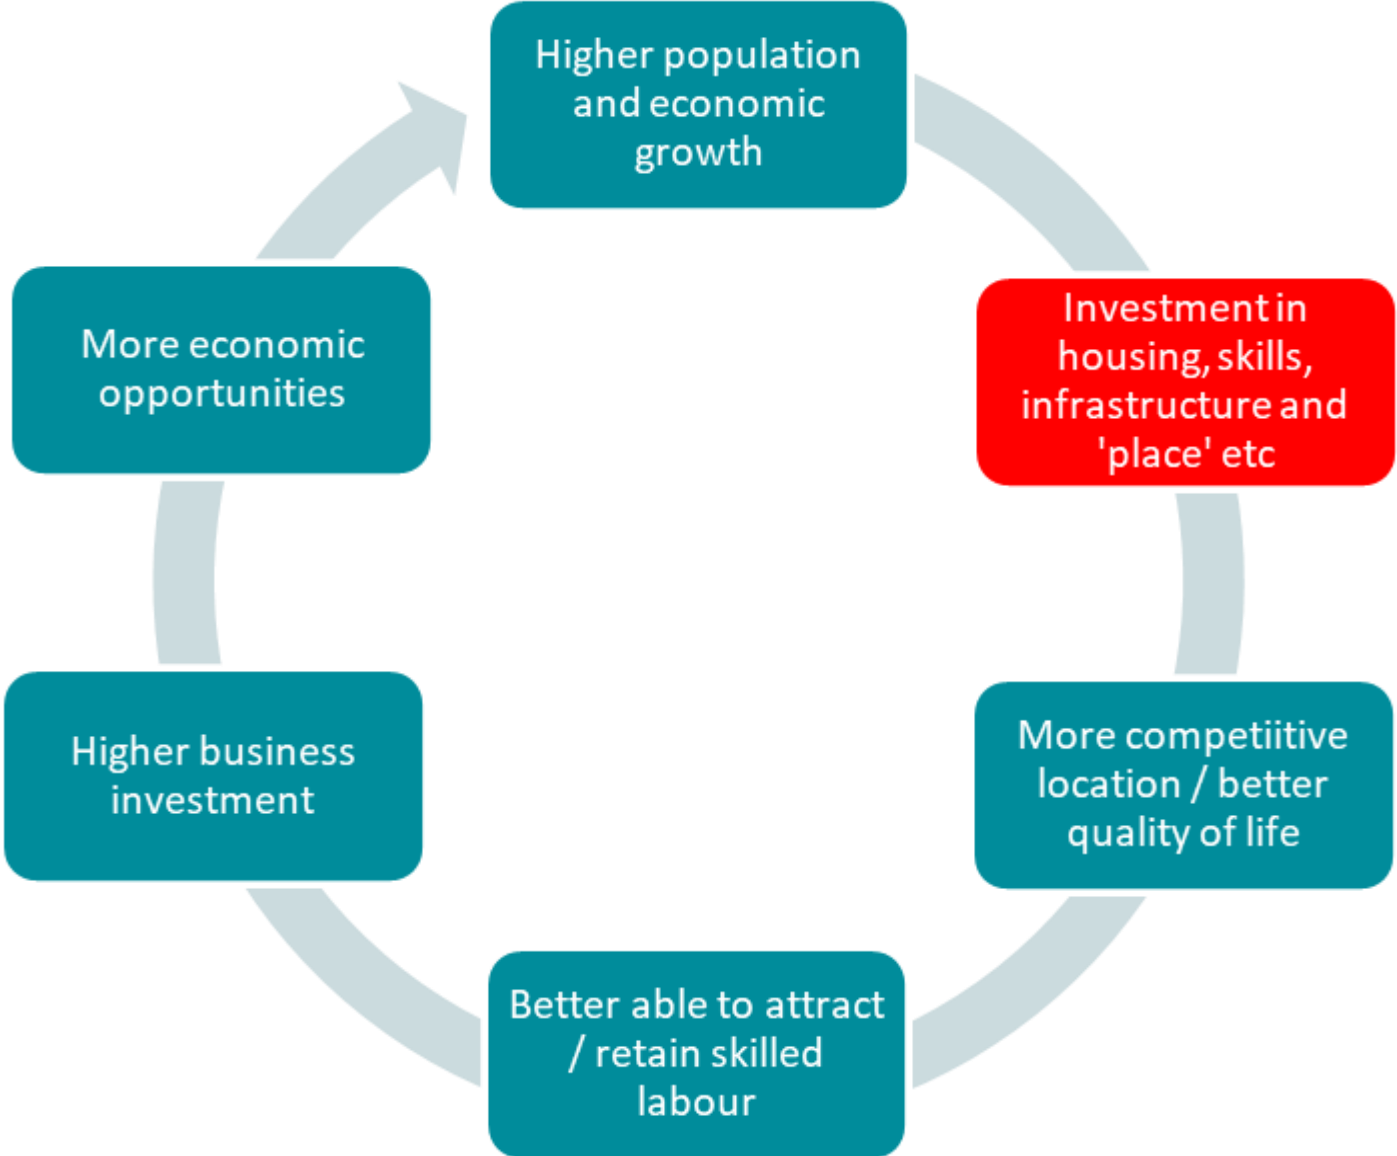 Higher population
and economic
growth
Investment in
housing, skills,
infrastructure and
'place' etc
More competiitive
location / better
quality of life
Better able to attract
/ retain skilled
labour
Higher business
investment
More economic
opportunities